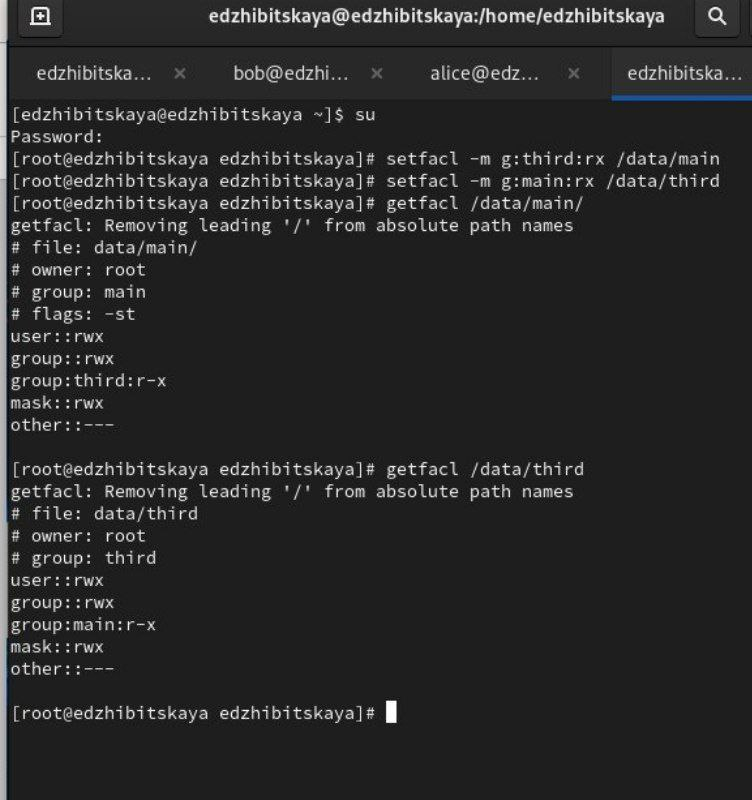 edzhibitskaya@edzhibitskaya:/home/edzhibitskaya
edzhibitska... × bob@edzhi... × alice@edz... × edzhibitska...
[edzhibitskaya@edzhibitskaya ~]$ su
Password:
[root@edzhibitskaya edzhibitskaya]# setfacl -m g:third:rx /data/main
[root@edzhibitskaya edzhibitskaya]# setfacl -m g:main:rx /data/third
[root@edzhibitskaya edzhibitskaya]# getfacl /data/main/
getfacl: Removing leading '/' from absolute path names
# file: data/main/
# owner: root
# group: main
# flags: -st
user::rwx
group::rwx
group:third:r-x
mask::rwx
other::---
[root@edzhibitskaya edzhibitskaya]# getfacl /data/third
getfacl: Removing leading '/' from absolute path names
# file: data/third
# owner: root
# group: third
user::rwx
group::rwx
group:main:r-x
mask::rwx
other::---
[root@edzhibitskaya edzhibitskaya]#